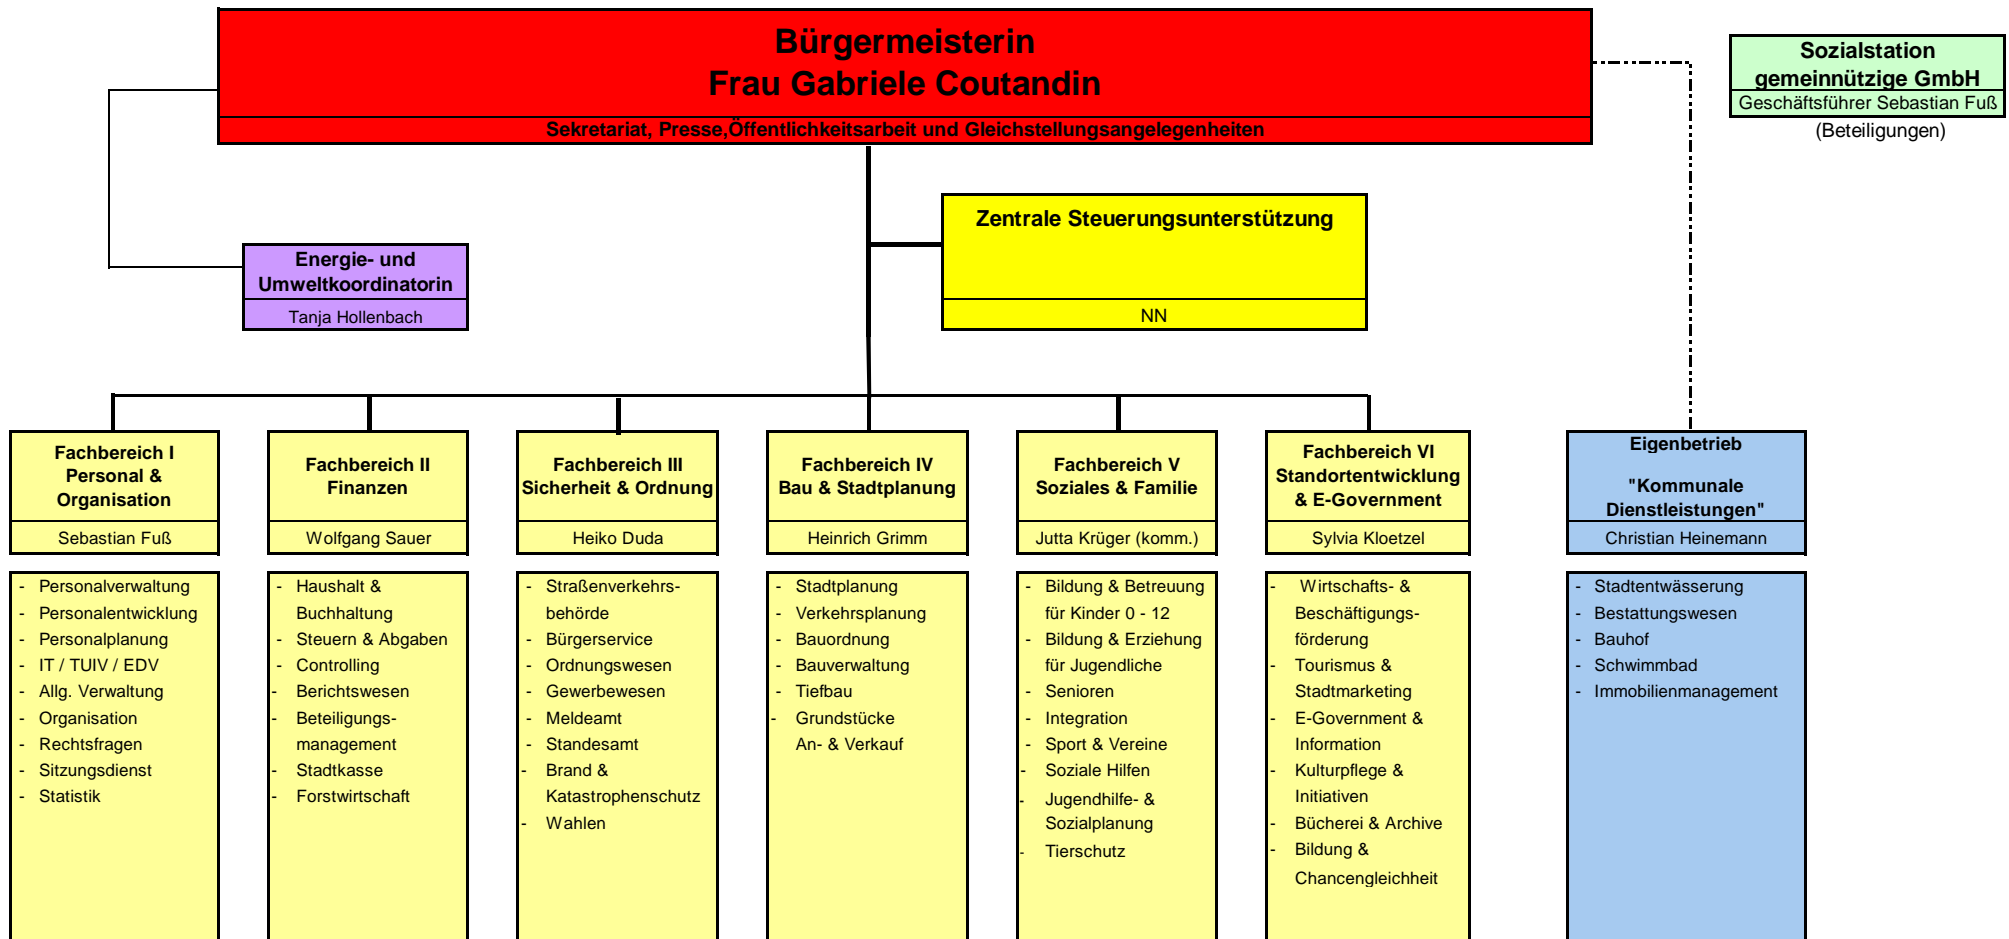 Bürgermeisterin
Frau Gabriele Coutandin
Sekretariat, Presse,Öffentlichkeitsarbeit und Gleichstellungsangelegenheiten
Sozialstation
gemeinnützige GmbH
Geschäftsführer Sebastian Fuß
(Beteiligungen)
Zentrale Steuerungsunterstützung
NN
Energie- und
Umweltkoordinatorin
Tanja Hollenbach
Fachbereich I
Personal &
Organisation
Sebastian Fuß
- Personalverwaltung
- Personalentwicklung
- Personalplanung
- IT / TUIV / EDV
- Allg. Verwaltung
- Organisation
- Rechtsfragen
- Sitzungsdienst
- Statistik
Fachbereich II
Finanzen
Wolfgang Sauer
- Haushalt &
Buchhaltung
- Steuern & Abgaben
- Controlling
- Berichtswesen
- Beteiligungs-
management
- Stadtkasse
- Forstwirtschaft
Fachbereich III
Sicherheit & Ordnung
Heiko Duda
- Straßenverkehrs-
behörde
- Bürgerservice
- Ordnungswesen
- Gewerbewesen
- Meldeamt
- Standesamt
- Brand &
Katastrophenschutz
- Wahlen
Fachbereich IV
Bau & Stadtplanung
Heinrich Grimm
- Stadtplanung
- Verkehrsplanung
- Bauordnung
- Bauverwaltung
- Tiefbau
- Grundstücke
An- & Verkauf
Fachbereich V
Soziales & Familie
Jutta Krüger (komm.)
- Bildung & Betreuung
für Kinder 0 - 12
- Bildung & Erziehung
für Jugendliche
- Senioren
- Integration
- Sport & Vereine
- Soziale Hilfen
- Jugendhilfe- &
Sozialplanung
- Tierschutz
Fachbereich VI
Standortentwicklung
& E-Government
Sylvia Kloetzel
- Wirtschafts- &
Beschäftigungs-
förderung
- Tourismus &
Stadtmarketing
- E-Government &
Information
- Kulturpflege &
Initiativen
- Bücherei & Archive
- Bildung &
Chancengleichheit
Eigenbetrieb
"Kommunale
Dienstleistungen"
Christian Heinemann
- Stadtentwässerung
- Bestattungswesen
- Bauhof
- Schwimmbad
- Immobilienmanagement